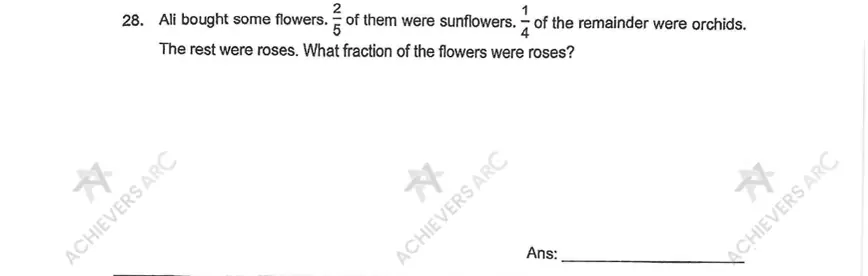 28. Ali bought some flowers. 2/5 of them were sunflowers. 1/4 of the remainder were orchids.
The rest were roses. What fraction of the flowers were roses?
ACHIEVERS ARC ACHIEVERS ARC ACHIEVERS ARC
Ans: